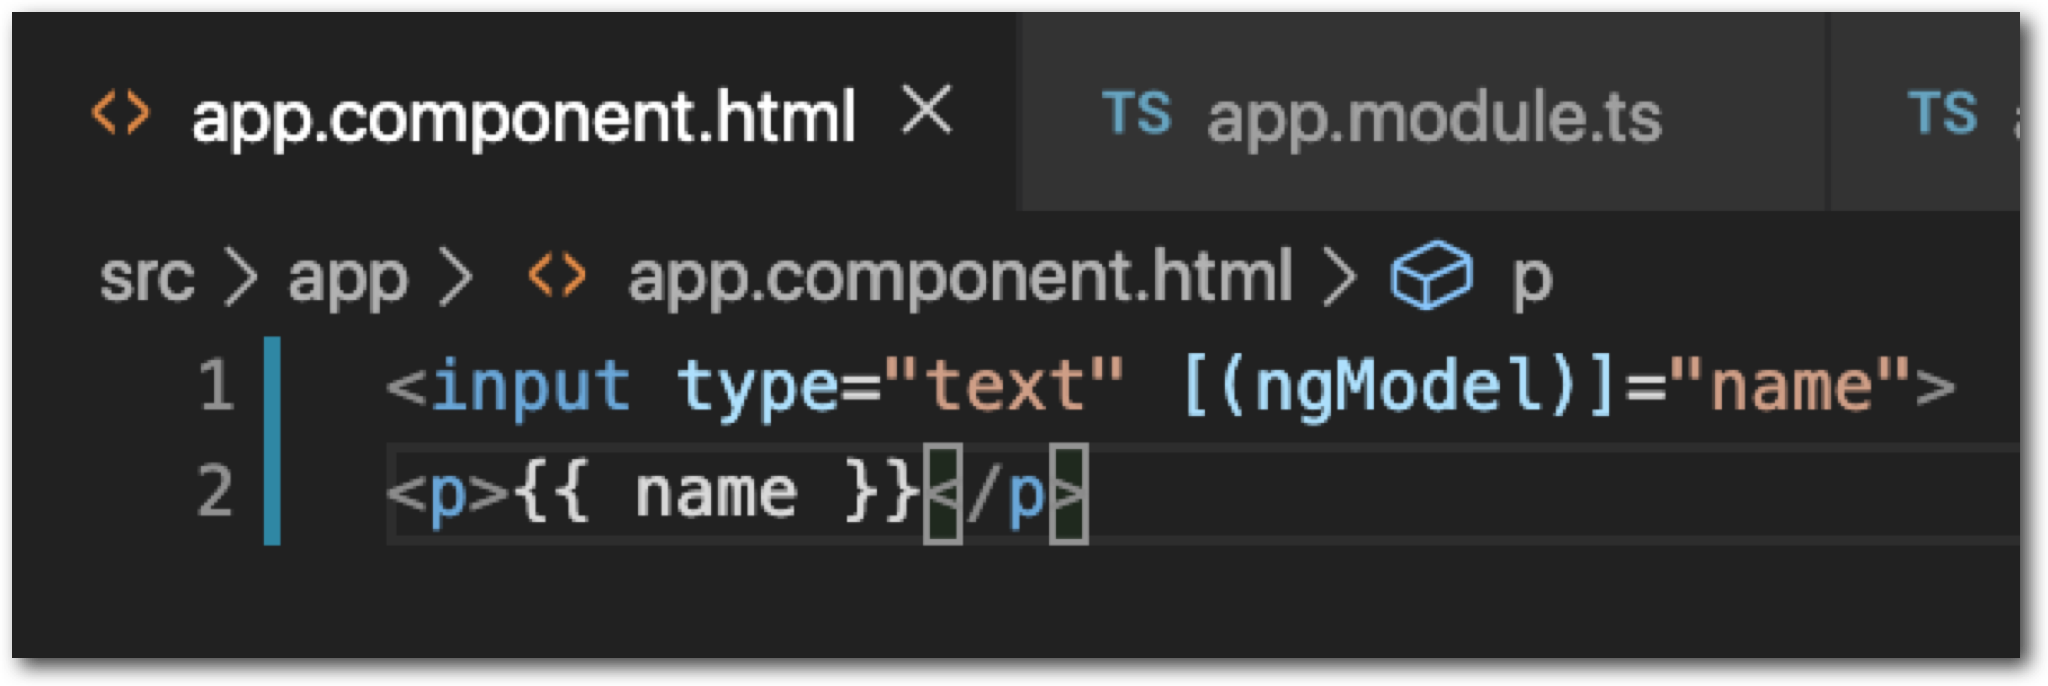 app.component.html TS app.module.ts TS
src > app > app.component.html > p
1 <input type="text" [(ngModel)]="name">
2 <p>{{ name }}</p>